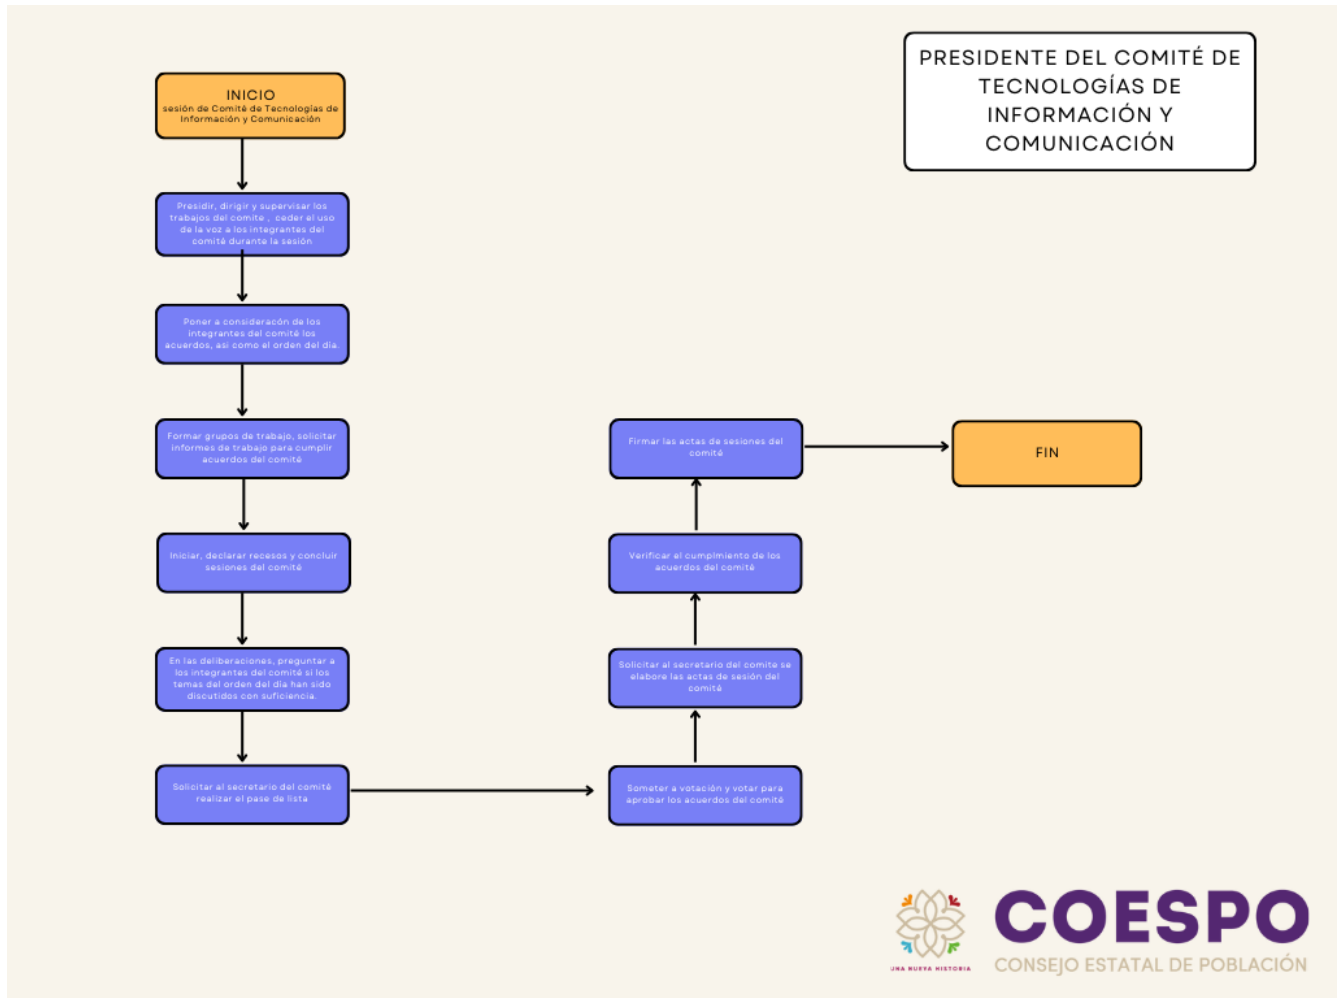 PRESIDENTE DEL COMITÉ DE
TECNOLOGÍAS DE
INFORMACIÓN Y
COMUNICACIÓN
INICIO
sesión de Comité de Tecnologías de
Información y Comunicación
Presidir, dirigir y supervisar los
trabajos del comite , ceder el uso
de la voz a los integrantes del
comité durante la sesión
Poner a consideracón de los
integrantes del comité los
acuerdos, asi como el orden del día.
Formar grupos de trabajo, solicitar
informes de trabajo para cumplir
acuerdos del comité
Iniciar, declarar recesos y concluir
sesiones del comité
En las deliberaciones, preguntar a
los integrantes del comité si los
temas del orden del día han sido
discutidos con suficiencia.
Solicitar al secretario del comité
realizar el pase de lista
Someter a votación y votar para
aprobar los acuerdos del comité
Solicitar al secretario del comite se
elabore las actas de sesión del
comité
Verificar el cumplmiento de los
acuerdos del comité
Firmar las actas de sesiones del
comité
FIN
UNA NUEVA HISTORIA
COESPO
CONSEJO ESTATAL DE POBLACIÓN